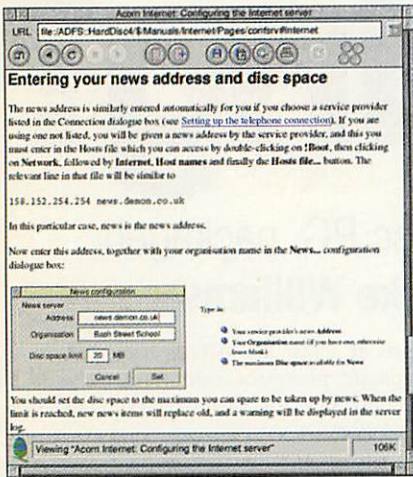 Acorn Internet: Configuring the Internet server
URL file:/ADFS::HardDisc4/$/Manuals/Internet/Pages/confsrv#internet
Entering your news address and disc space
The news address is similarly entered automatically for you if you choose a service provider
listed in the Connection dialogue box (see Setting up the telephone connection). If you are
using one not listed, you will be given a news address by the service provider, and this you
must enter in the Hosts file which you can access by double-clicking on !Boot, then clicking
on Network, followed by Internet, Host names and finally the Hosts file... button. The
relevant line in that file will be similar to
158.152.254.254 news.demon.co.uk
In this particular case, news is the news address.
Now enter this address, together with your organisation name in the News... configuration
dialogue box:
News configuration
News server
Address news.demon.co.uk
Organisation Bash Street School
Disc space limit 20 MB
Cancel Set
Type in:
Your service provider's news Address
Your Organisation name (if you have one, otherwise
leave blank)
The maximum Disc space available for News
You should set the disc space to the maximum you can spare to be taken up by news. When the
limit is reached, new news items will replace old, and a warning will be displayed in the server
log.
Viewing "Acorn Internet: Configuring the Internet server"
106K